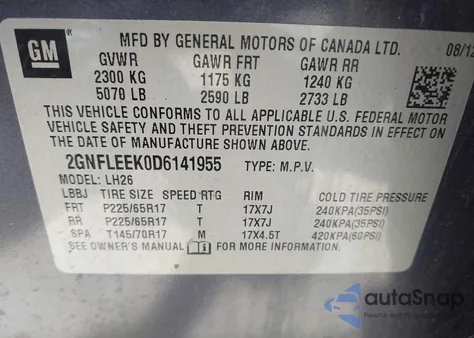 GM
MFD BY GENERAL MOTORS OF CANADA LTD. 08/12
GVWR GAWR FRT GAWR RR
2300 KG 1175 KG 1240 KG
5070 LB 2590 LB 2733 LB
THIS VEHICLE CONFORMS TO ALL APPLICABLE U.S. FEDERAL MOTOR
VEHICLE SAFETY AND THEFT PREVENTION STANDARDS IN EFFECT ON
THE DATE OF MANUFACTURE SHOWN ABOVE.
2GNFLEEK0D6141955 TYPE: M.P.V.
MODEL: LH26
LBBJ TIRE SIZE SPEED RTG RIM COLD TIRE PRESSURE
FRT P225/65R17 T 17X7J 240KPA(35PSI)
RR P225/65R17 T 17X7J 240KPA(35PSI)
SPA T145/70R17 M 17X4.5T 420KPA(60PSI)
SEE OWNER'S MANUAL FOR MORE INFORMATION.
autoSnap